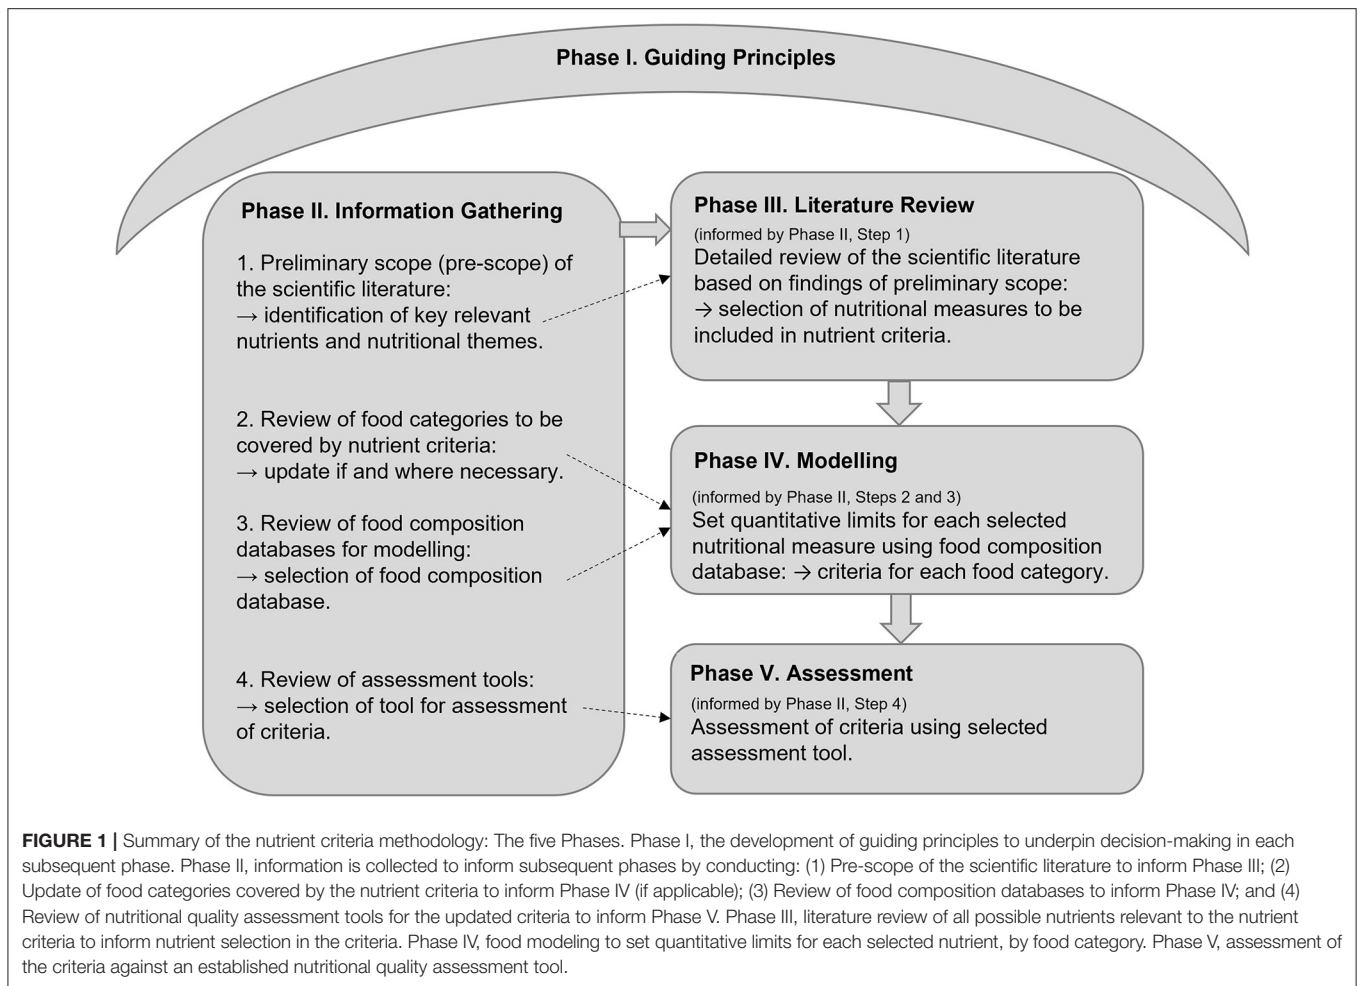 Phase I. Guiding Principles
Phase II. Information Gathering
1. Preliminary scope (pre-scope) of
the scientific literature:
→ identification of key relevant
nutrients and nutritional themes.
2. Review of food categories to be
covered by nutrient criteria:
→ update if and where necessary.
3. Review of food composition
databases for modelling:
→ selection of food composition
database.
4. Review of assessment tools:
→ selection of tool for assessment
of criteria.
Phase III. Literature Review
(informed by Phase II, Step 1)
Detailed review of the scientific literature
based on findings of preliminary scope:
→ selection of nutritional measures to be
included in nutrient criteria.
Phase IV. Modelling
(informed by Phase II, Steps 2 and 3)
Set quantitative limits for each selected
nutritional measure using food composition
database: → criteria for each food category.
Phase V. Assessment
(informed by Phase II, Step 4)
Assessment of criteria using selected
assessment tool.
FIGURE 1 | Summary of the nutrient criteria methodology: The five Phases. Phase I, the development of guiding principles to underpin decision-making in each
subsequent phase. Phase II, information is collected to inform subsequent phases by conducting: (1) Pre-scope of the scientific literature to inform Phase III; (2)
Update of food categories covered by the nutrient criteria to inform Phase IV (if applicable); (3) Review of food composition databases to inform Phase IV; and (4)
Review of nutritional quality assessment tools for the updated criteria to inform Phase V. Phase III, literature review of all possible nutrients relevant to the nutrient
criteria to inform nutrient selection in the criteria. Phase IV, food modeling to set quantitative limits for each selected nutrient, by food category. Phase V, assessment of
the criteria against an established nutritional quality assessment tool.